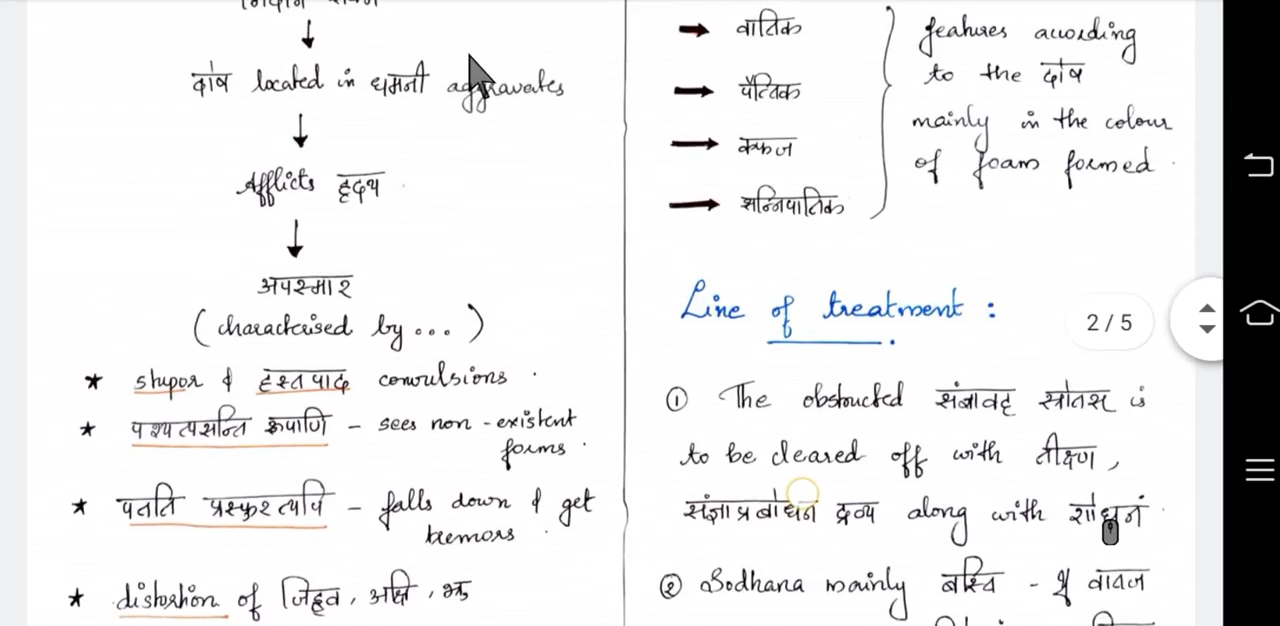 दोष located in धमनी aggravates
Afflicts हृदय
अपस्मार
(characterised by...)
★ stupor & हस्तपाद convulsions.
★ पश्यत्यसन्ति रूपाणि - sees non-existent
forms.
★ पतति प्रस्फुरत्यपि - falls down & get
tremors.
★ distortion of जिह्व, अक्षि, भ्रू
→ वातिक
→ पैत्तिक
→ कफज
→ सन्निपातिक
features according
to the दोष
mainly in the colour
of foam formed.
Line of treatment :
① The obstructed संज्ञावह स्रोतस is
to be cleared off with तीक्ष्ण,
संज्ञाप्रबोधन द्रव्य along with शोधनं.
② Sodhana mainly बस्ति - वातज
2/5